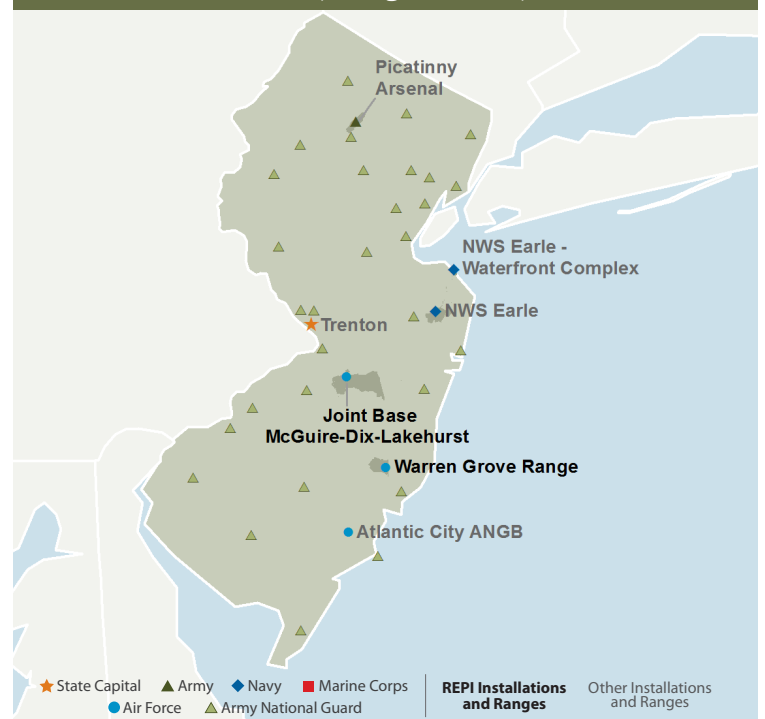 Picatinny
Arsenal
NWS Earle -
Waterfront Complex
NWS Earle
Trenton
Joint Base
McGuire-Dix-Lakehurst
Warren Grove Range
Atlantic City ANGB
State Capital Army Navy Marine Corps
Air Force Army National Guard
REPI Installations
and Ranges
Other Installations
and Ranges